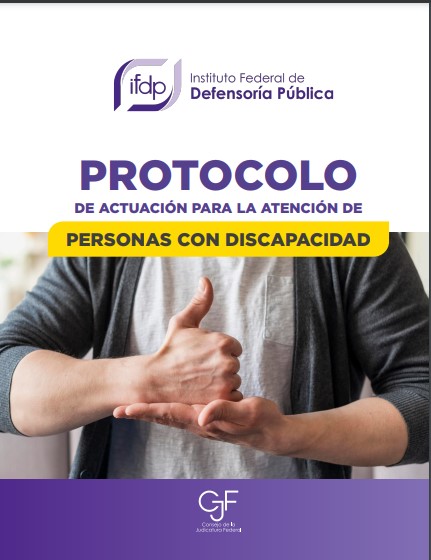 ifdp
Instituto Federal de
Defensoría Pública
PROTOCOLO
DE ACTUACIÓN PARA LA ATENCIÓN DE
PERSONAS CON DISCAPACIDAD
CJF
Consejo de la
Judicatura Federal